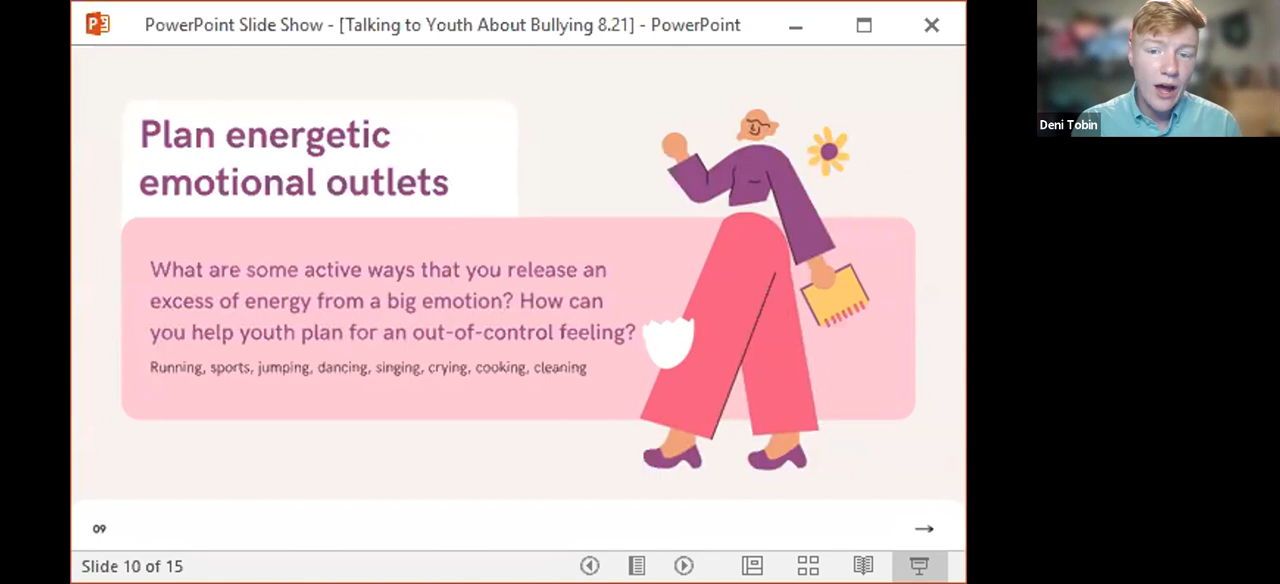 PowerPoint Slide Show - [Talking to Youth About Bullying 8.21] - PowerPoint
Deni Tobin
Plan energetic
emotional outlets
What are some active ways that you release an
excess of energy from a big emotion? How can
you help youth plan for an out-of-control feeling?
Running, sports, jumping, dancing, singing, crying, cooking, cleaning
09
Slide 10 of 15